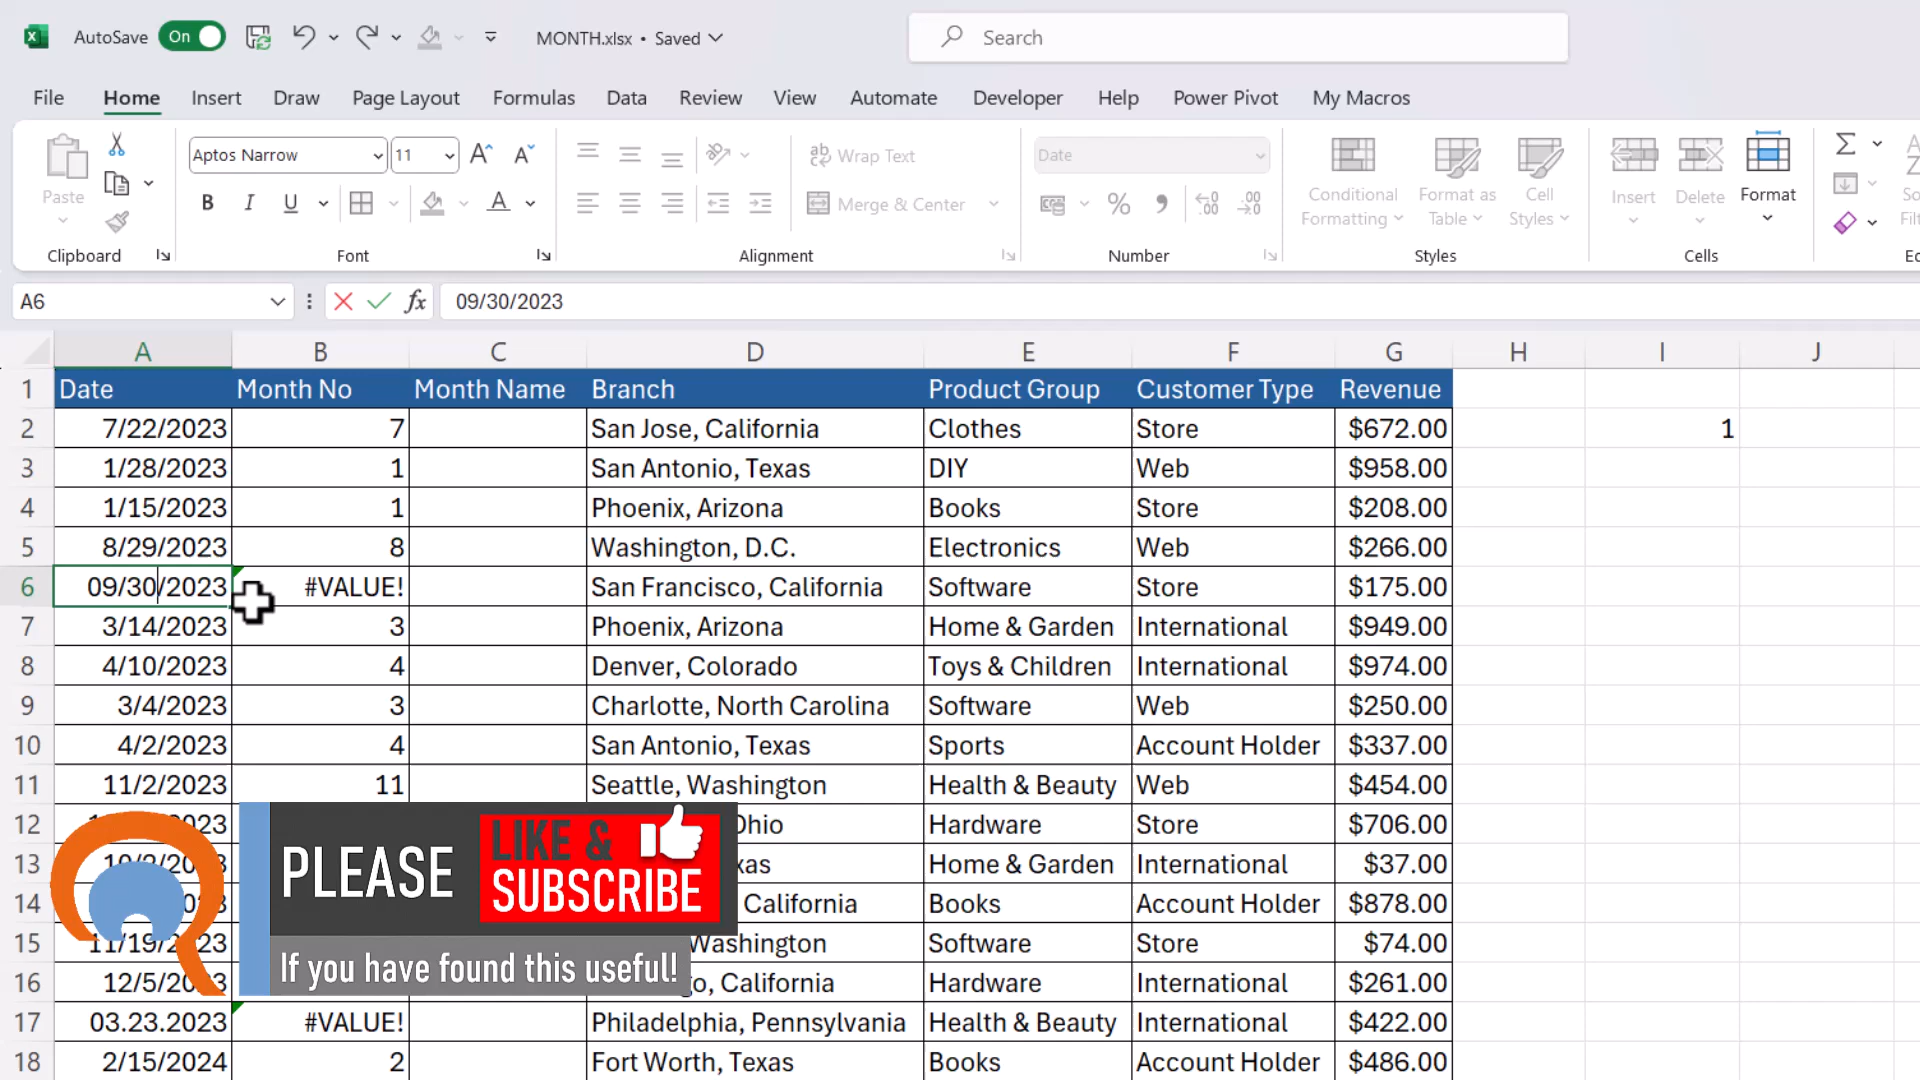 AutoSave On MONTH.xlsx • Saved Search
File Home Insert Draw Page Layout Formulas Data Review View Automate Developer Help Power Pivot My Macros
Paste Aptos Narrow 11 Wrap Text Date Conditional Formatting Format as Table Cell Styles Insert Delete Format
B I U A Merge & Center % 9
Clipboard Font Alignment Number Styles Cells
A6 fx 09/30/2023
A B C D E F G H I J
1 Date Month No Month Name Branch Product Group Customer Type Revenue
2 7/22/2023 7 San Jose, California Clothes Store $672.00 1
3 1/28/2023 1 San Antonio, Texas DIY Web $958.00
4 1/15/2023 1 Phoenix, Arizona Books Store $208.00
5 8/29/2023 8 Washington, D.C. Electronics Web $266.00
6 09/30/2023 #VALUE! San Francisco, California Software Store $175.00
7 3/14/2023 3 Phoenix, Arizona Home & Garden International $949.00
8 4/10/2023 4 Denver, Colorado Toys & Children International $974.00
9 3/4/2023 3 Charlotte, North Carolina Software Web $250.00
10 4/2/2023 4 San Antonio, Texas Sports Account Holder $337.00
11 11/2/2023 11 Seattle, Washington Health & Beauty Web $454.00
12 Ohio Hardware Store $706.00
13 Home & Garden International $37.00
14 California Books Account Holder $878.00
15 11/19/2023 Washington Software Store $74.00
16 12/5/2023 California Hardware International $261.00
17 03.23.2023 #VALUE! Philadelphia, Pennsylvania Health & Beauty International $422.00
18 2/15/2024 2 Fort Worth, Texas Books Account Holder $486.00
PLEASE LIKE & SUBSCRIBE
If you have found this useful!